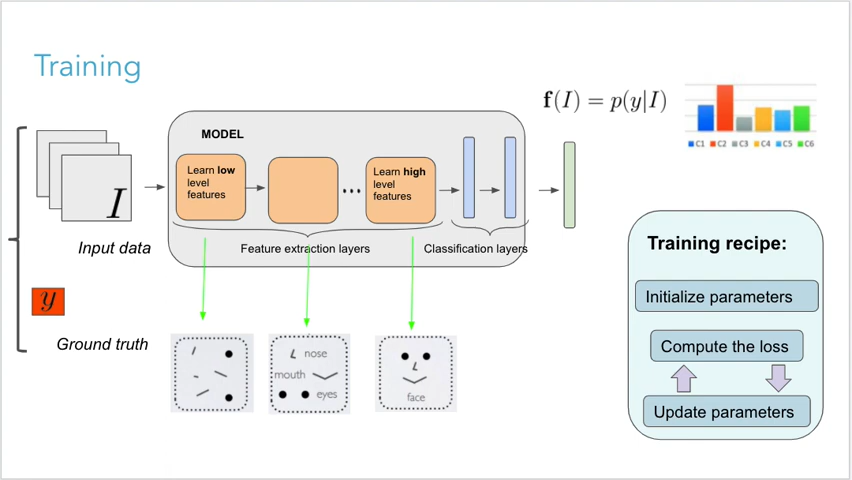 Training
f(I) = p(y|I)
C1 C2 C3 C4 C5 C6
MODEL
Learn low
level
features
Learn high
level
features
...
I
Input data
Feature extraction layers
Classification layers
y
Ground truth
nose
mouth
eyes
face
Training recipe:
Initialize parameters
Compute the loss
Update parameters